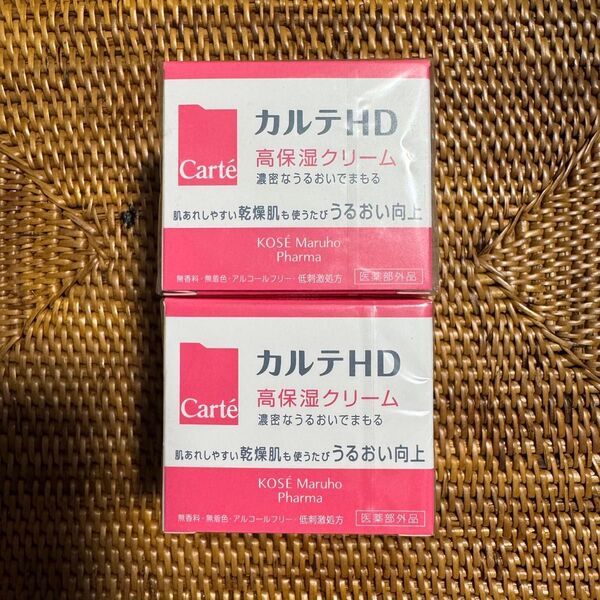 カルテHD
Carté
高保湿クリーム
濃密なうるおいでまもる
肌あれしやすい乾燥肌も使うたびうるおい向上
KOSÉ Maruho
Pharma
無香料・無着色・アルコールフリー・低刺激処方
医薬部外品
カルテHD
Carté
高保湿クリーム
濃密なうるおいでまもる
肌あれしやすい乾燥肌も使うたびうるおい向上
KOSÉ Maruho
Pharma
無香料・無着色・アルコールフリー・低刺激処方
医薬部外品